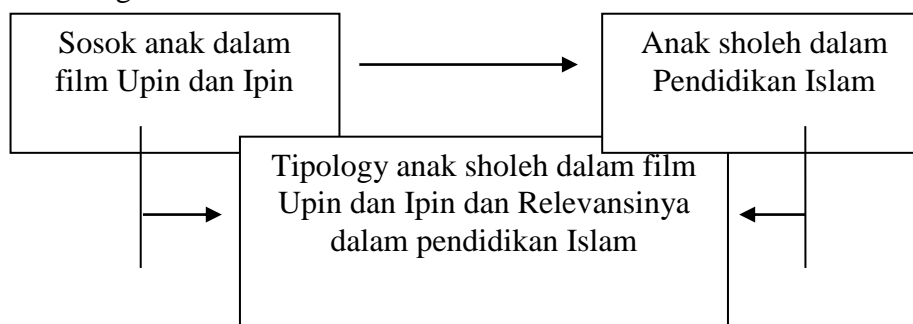 Sosok anak dalam
film Upin dan Ipin
Anak sholeh dalam
Pendidikan Islam
Tipology anak sholeh dalam film
Upin dan Ipin dan Relevansinya
dalam pendidikan Islam